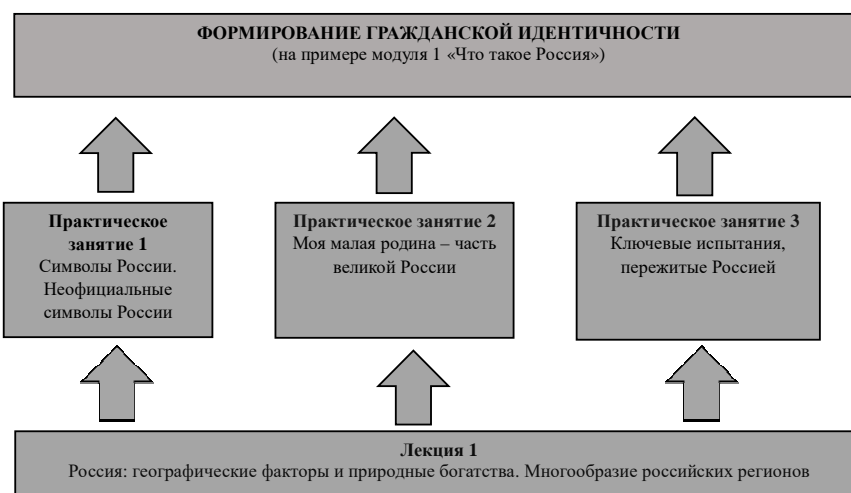 ФОРМИРОВАНИЕ ГРАЖДАНСКОЙ ИДЕНТИЧНОСТИ
(на примере модуля 1 «Что такое Россия»)
Практическое
занятие 1
Символы России.
Неофициальные
символы России
Практическое занятие 2
Моя малая родина – часть
великой России
Практическое занятие 3
Ключевые испытания,
пережитые Россией
Лекция 1
Россия: географические факторы и природные богатства. Многообразие российских регионов